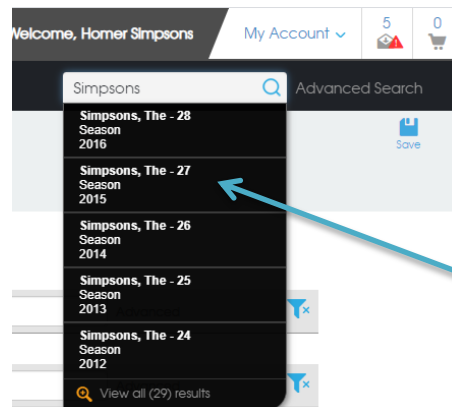 Welcome, Homer Simpsons
My Account
5
0
Simpsons
Advanced Search
Save
Simpsons, The - 28
Season
2016
Simpsons, The - 27
Season
2015
Simpsons, The - 26
Season
2014
Simpsons, The - 25
Season
2013
Simpsons, The - 24
Season
2012
View all (29) results